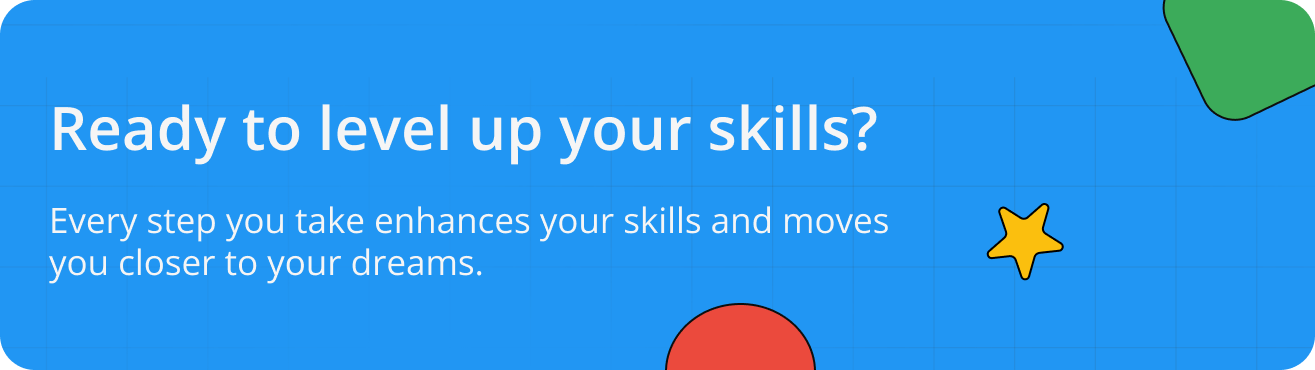 Ready to level up your skills?
Every step you take enhances your skills and moves
you closer to your dreams.